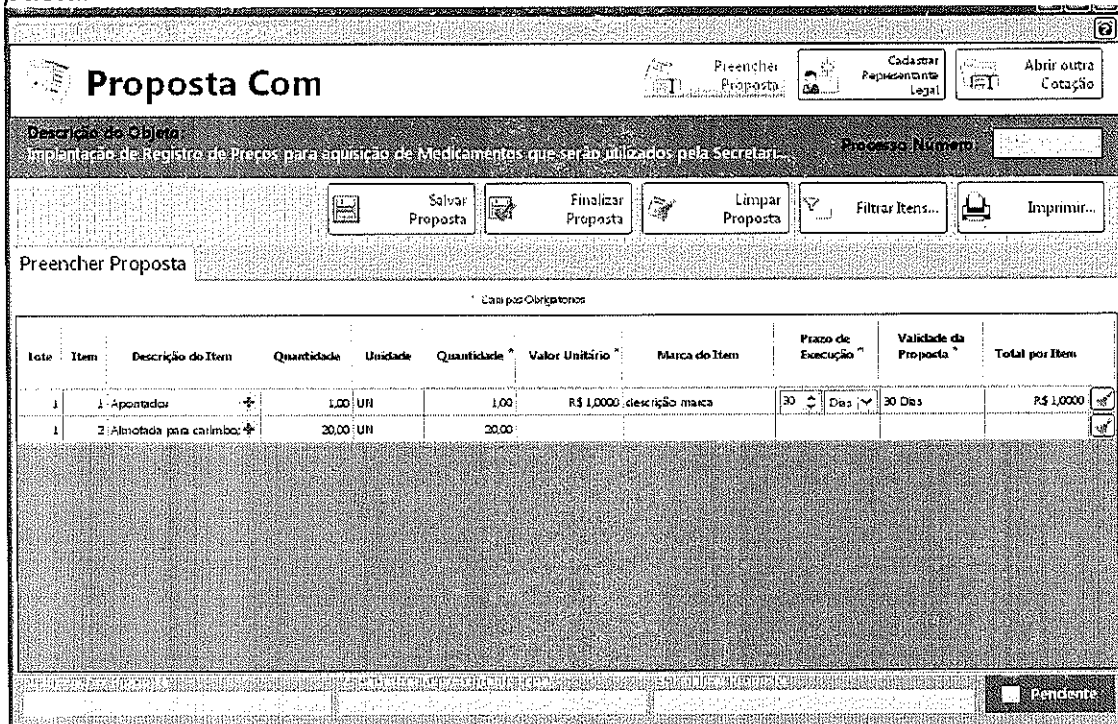 Proposta Com
Preencher Proposta
Cadastrar Representante Legal
Abrir outra Cotação
Descrição do Objeto:
Implantação de Registro de Preços para aquisição de Medicamentos que serão utilizados pela Secretari...
Processo Número:
Salvar Proposta
Finalizar Proposta
Limpar Proposta
Filtrar Itens...
Imprimir...
Preencher Proposta
* Campos Obrigatorios
Lote Item Descrição do Item Quantidade Unidade Quantidade * Valor Unitário * Marca do Item Prazo de Execução * Validade da Proposta * Total por Item
1 1 Apontador 1,00 UN 1,00 R$ 1,0000 descrição marca 30 Dias 30 Dias R$ 1,0000
1 2 Almofada para carimbo; 20,00 UN 20,00
Pendente